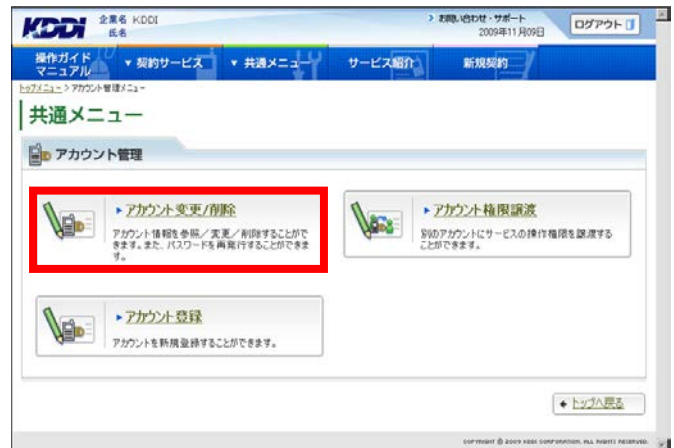 KDDI
企業名 KDDI
氏名
お問い合わせ・サポート
2009年11月09日
ログアウト
操作ガイド
マニュアル
▼ 契約サービス
▼ 共通メニュー
サービス紹介
新規契約
トップメニュー > アカウント管理メニュー
共通メニュー
アカウント管理
アカウント変更/削除
アカウント情報を参照／変更／削除することがで
きます。また、パスワードを再発行することができま
す。
アカウント権限譲渡
別のアカウントにサービスの操作権限を譲渡する
ことができます。
アカウント登録
アカウントを新規登録することができます。
トップへ戻る
COPYRIGHT © 2009 KDDI CORPORATION, ALL RIGHTS RESERVED.